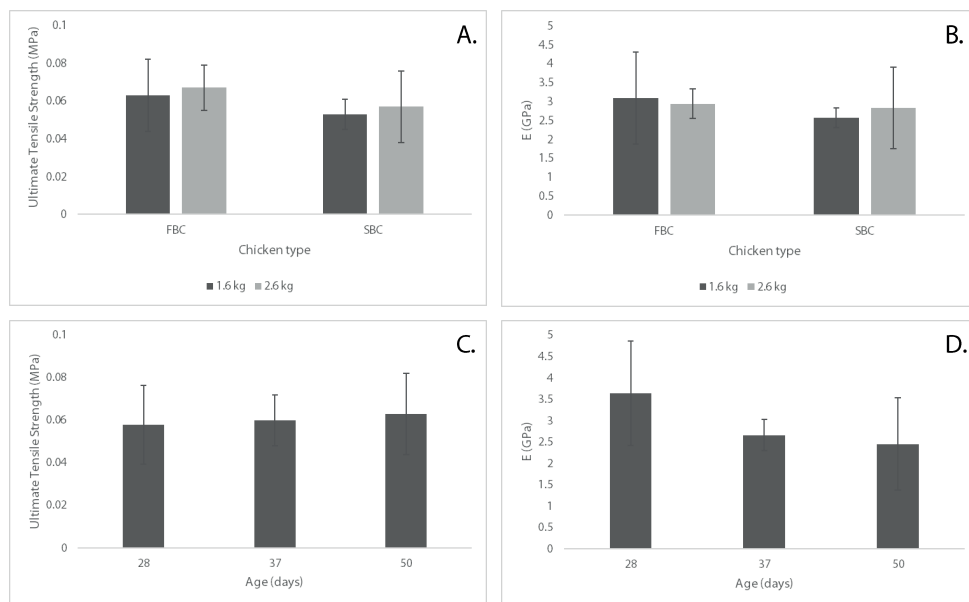 A.
Ultimate Tensile Strength (MPa)
0.1
0.08
0.06
0.04
0.02
0
FBC
SBC
Chicken type
1.6 kg
2.6 kg
B.
E (GPa)
5
4.5
4
3.5
3
2.5
2
1.5
1
0.5
0
FBC
SBC
Chicken type
1.6 kg
2.6 kg
C.
Ultimate Tensile Strength (MPa)
0.1
0.08
0.06
0.04
0.02
0
28
37
50
Age (days)
D.
E (GPa)
5
4.5
4
3.5
3
2.5
2
1.5
1
0.5
0
28
37
50
Age (days)